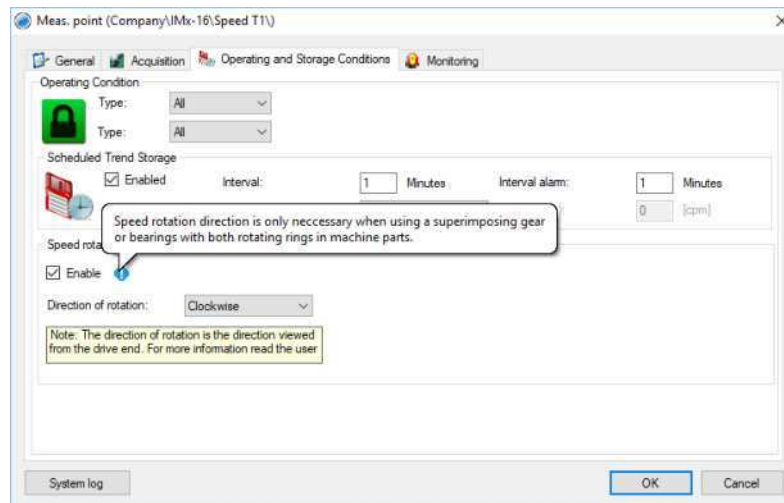 Meas. point (Company\IMx-16\Speed T1\)
General Acquisition Operating and Storage Conditions Monitoring
Operating Condition
Type: All
Type: All
Scheduled Trend Storage
Enabled Interval: 1 Minutes Interval alarm: 1 Minutes
0 [cpm]
Speed rotation direction is only neccessary when using a superimposing gear
or bearings with both rotating rings in machine parts.
Speed rota
Enable
Direction of rotation: Clockwise
Note: The direction of rotation is the direction viewed
from the drive end. For more information read the user
System log OK Cancel